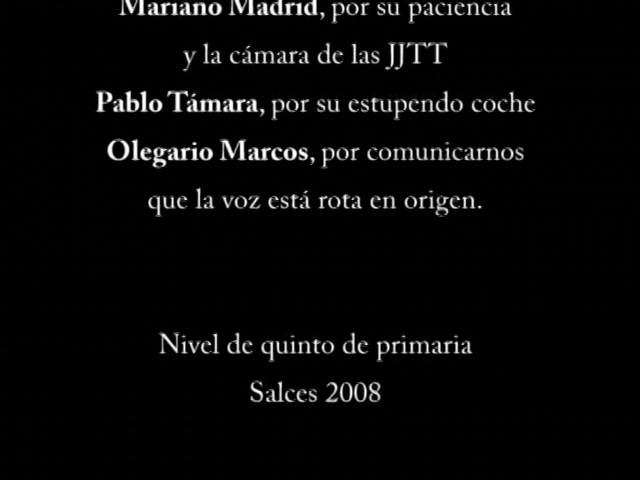 Mariano Madrid, por su paciencia
y la cámara de las JJTT
Pablo Támara, por su estupendo coche
Olegario Marcos, por comunicarnos
que la voz está rota en origen.
Nivel de quinto de primaria
Salces 2008